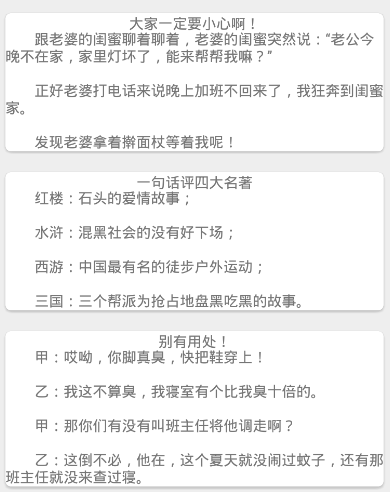 大家一定要小心啊！
跟老婆的闺蜜聊着聊着，老婆的闺蜜突然说：“老公今
晚不在家，家里灯坏了，能来帮帮我嘛？”
正好老婆打电话来说晚上加班不回来了，我狂奔到闺蜜
家。
发现老婆拿着擀面杖等着我呢！
一句话评四大名著
红楼：石头的爱情故事；
水浒：混黑社会的没有好下场；
西游：中国最有名的徒步户外运动；
三国：三个帮派为抢占地盘黑吃黑的故事。
别有用处！
甲：哎呦，你脚真臭，快把鞋穿上！
乙：我这不算臭，我寝室有个比我臭十倍的。
甲：那你们有没有叫班主任将他调走啊？
乙：这倒不必，他在，这个夏天就没闹过蚊子，还有那
班主任就没来查过寝。